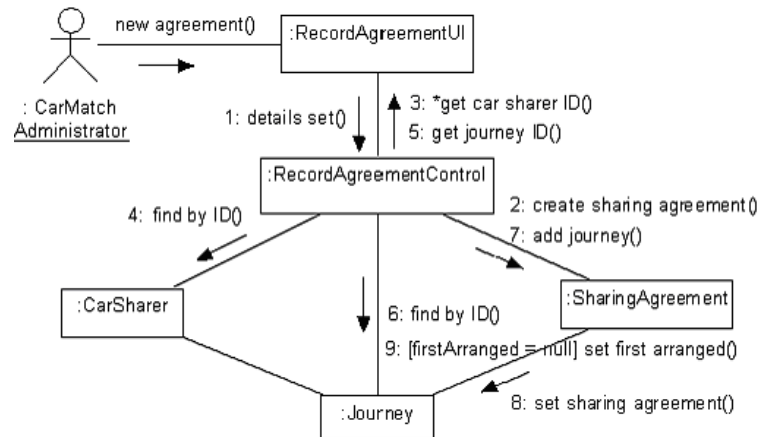 new agreement()
:RecordAgreementUI
: CarMatch
Administrator
1: details set()
3: *get car sharer ID()
5: get journey ID()
:RecordAgreementControl
4: find by ID()
2: create sharing agreement()
7: add journey()
:CarSharer
:SharingAgreement
6: find by ID()
9: [firstArranged = null] set first arranged()
8: set sharing agreement()
:Journey